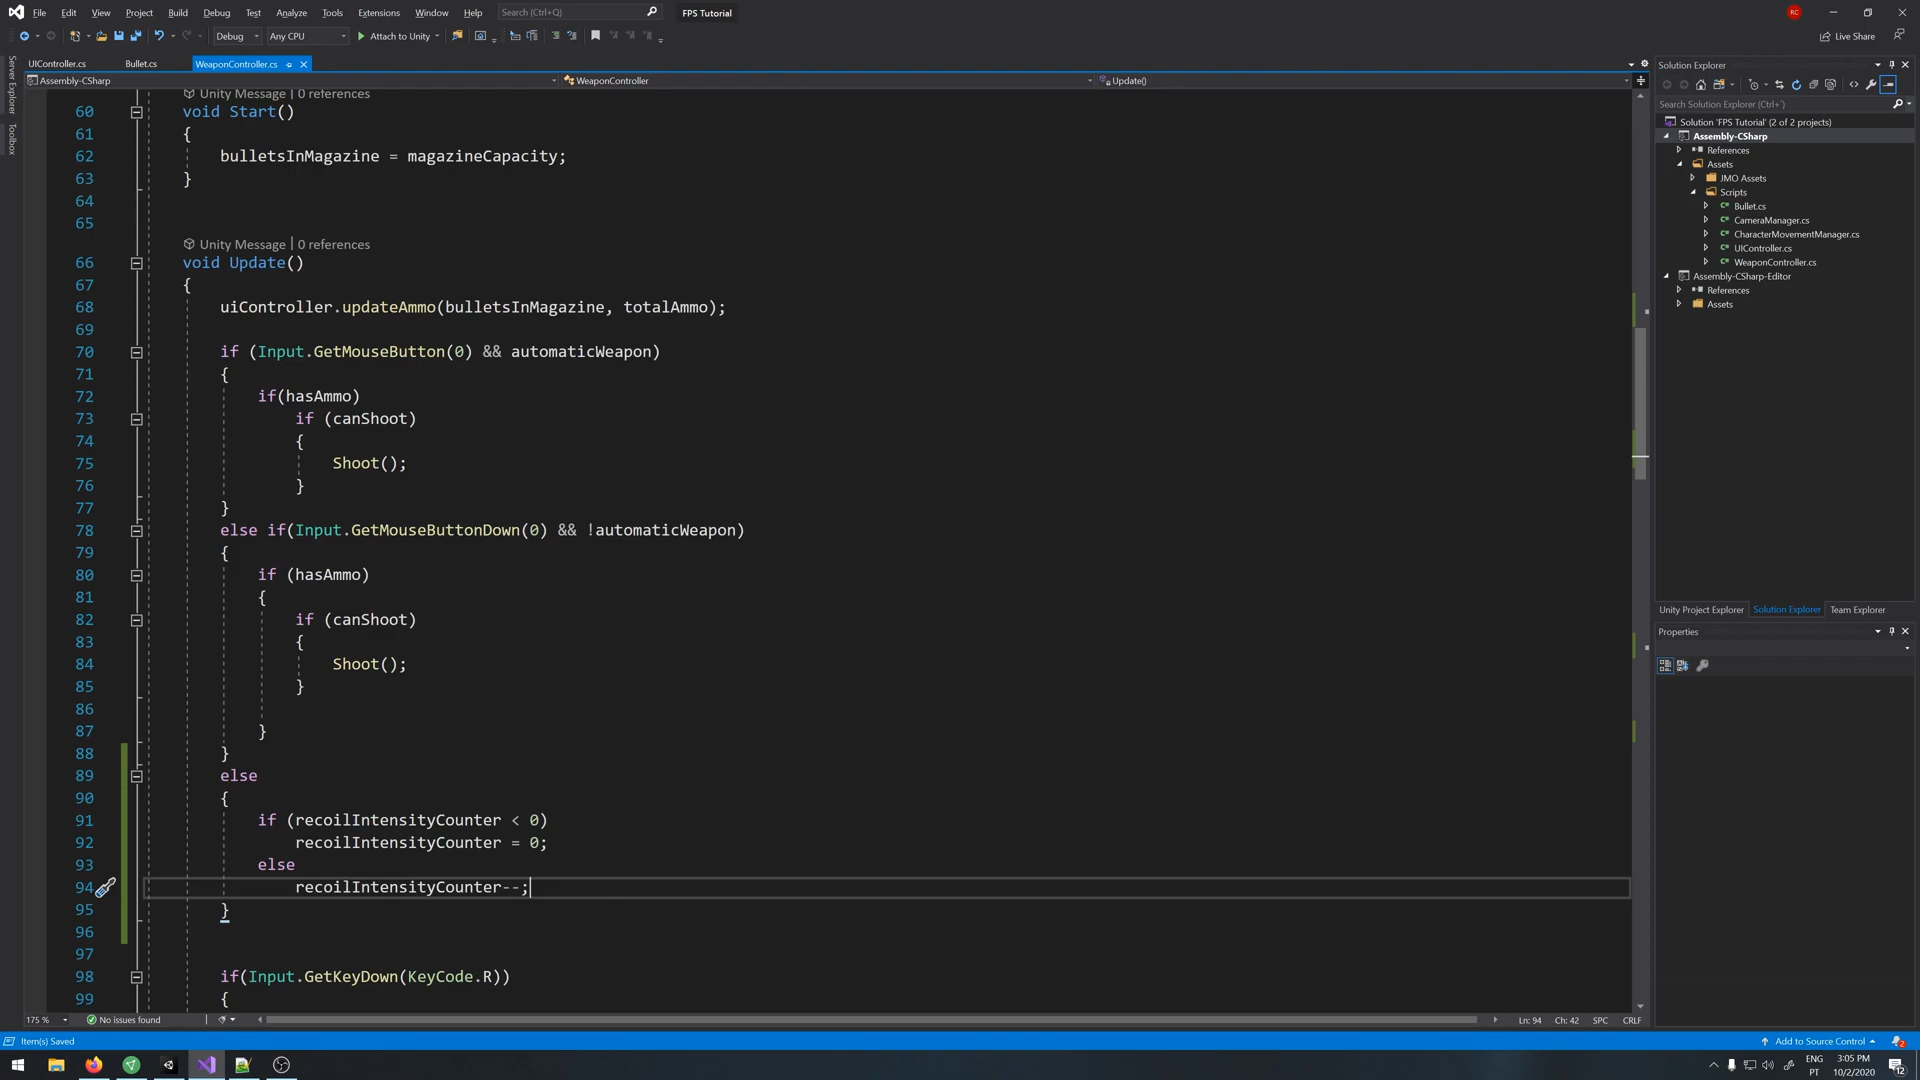 File Edit View Project Build Debug Test Analyze Tools Extensions Window Help Search (Ctrl+Q) FPS Tutorial RC
Debug Any CPU Attach to Unity Live Share
UIController.cs Bullet.cs WeaponController.cs
Assembly-CSharp WeaponController Update()
Server Explorer
Toolbox
Unity Message | 0 references
60 void Start()
61 {
62 bulletsInMagazine = magazineCapacity;
63 }
64
65
Unity Message | 0 references
66 void Update()
67 {
68 uiController.updateAmmo(bulletsInMagazine, totalAmmo);
69
70 if (Input.GetMouseButton(0) && automaticWeapon)
71 {
72 if(hasAmmo)
73 if (canShoot)
74 {
75 Shoot();
76 }
77 }
78 else if(Input.GetMouseButtonDown(0) && !automaticWeapon)
79 {
80 if (hasAmmo)
81 {
82 if (canShoot)
83 {
84 Shoot();
85 }
86
87 }
88 }
89 else
90 {
91 if (recoilIntensityCounter < 0)
92 recoilIntensityCounter = 0;
93 else
94 recoilIntensityCounter--;
95 }
96
97
98 if(Input.GetKeyDown(KeyCode.R))
99 {
175 % No issues found Ln: 94 Ch: 42 SPC CRLF
Solution Explorer
Search Solution Explorer (Ctrl+')
Solution 'FPS Tutorial' (2 of 2 projects)
Assembly-CSharp
References
Assets
JMO Assets
Scripts
Bullet.cs
CameraManager.cs
CharacterMovementManager.cs
UIController.cs
WeaponController.cs
Assembly-CSharp-Editor
References
Assets
Unity Project Explorer Solution Explorer Team Explorer
Properties
Item(s) Saved Add to Source Control 2
ENG 3:05 PM
PT 10/2/2020 12